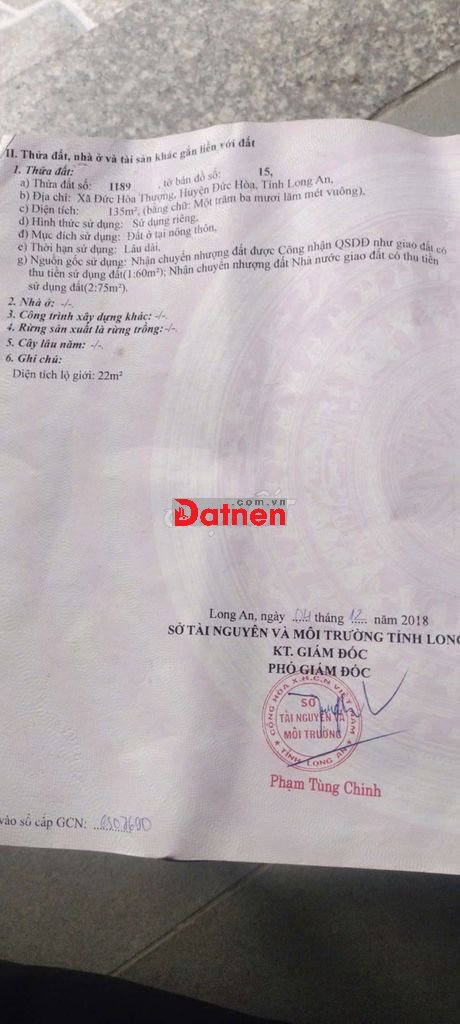 II. Thửa đất, nhà ở và tài sản khác gắn liền với đất
1. Thửa đất:
a) Thửa đất số: 1189 , tờ bản đồ số: 15,
b) Địa chỉ: Xã Đức Hòa Thượng, Huyện Đức Hòa, Tỉnh Long An,
c) Diện tích: 135m², (bằng chữ: Một trăm ba mươi lăm mét vuông),
d) Hình thức sử dụng: Sử dụng riêng,
đ) Mục đích sử dụng: Đất ở tại nông thôn,
e) Thời hạn sử dụng: Lâu dài,
g) Nguồn gốc sử dụng: Nhận chuyển nhượng đất được Công nhận QSDĐ như giao đất có
thu tiền sử dụng đất(1:60m²); Nhận chuyển nhượng đất Nhà nước giao đất có thu tiền
sử dụng đất(2:75m²).
2. Nhà ở: -/-.
3. Công trình xây dựng khác: -/-.
4. Rừng sản xuất là rừng trồng:-/-.
5. Cây lâu năm: -/-.
6. Ghi chú:
Diện tích lộ giới: 22m²
.com.vn
Datnen
Long An, ngày 04 tháng 12 năm 2018
SỞ TÀI NGUYÊN VÀ MÔI TRƯỜNG TỈNH LONG
KT. GIÁM ĐỐC
PHÓ GIÁM ĐỐC
CỘNG HÒA X.H.C.N VIỆT NAM
SỞ
TÀI NGUYÊN VÀ
MÔI TRƯỜNG
TỈNH LONG AN
Phạm Tùng Chinh
vào sổ cấp GCN: